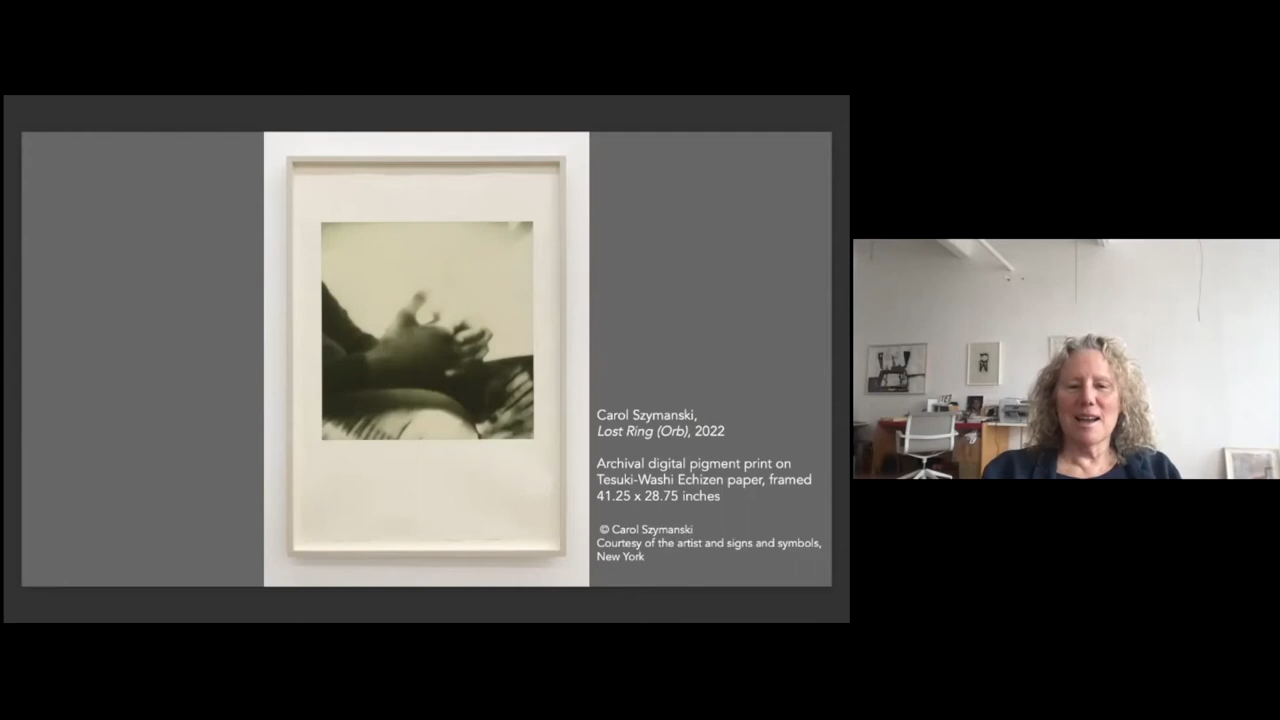 Carol Szymanski,
Lost Ring (Orb), 2022
Archival digital pigment print on
Tesuki-Washi Echizen paper, framed
41.25 x 28.75 inches
© Carol Szymanski
Courtesy of the artist and signs and symbols,
New York